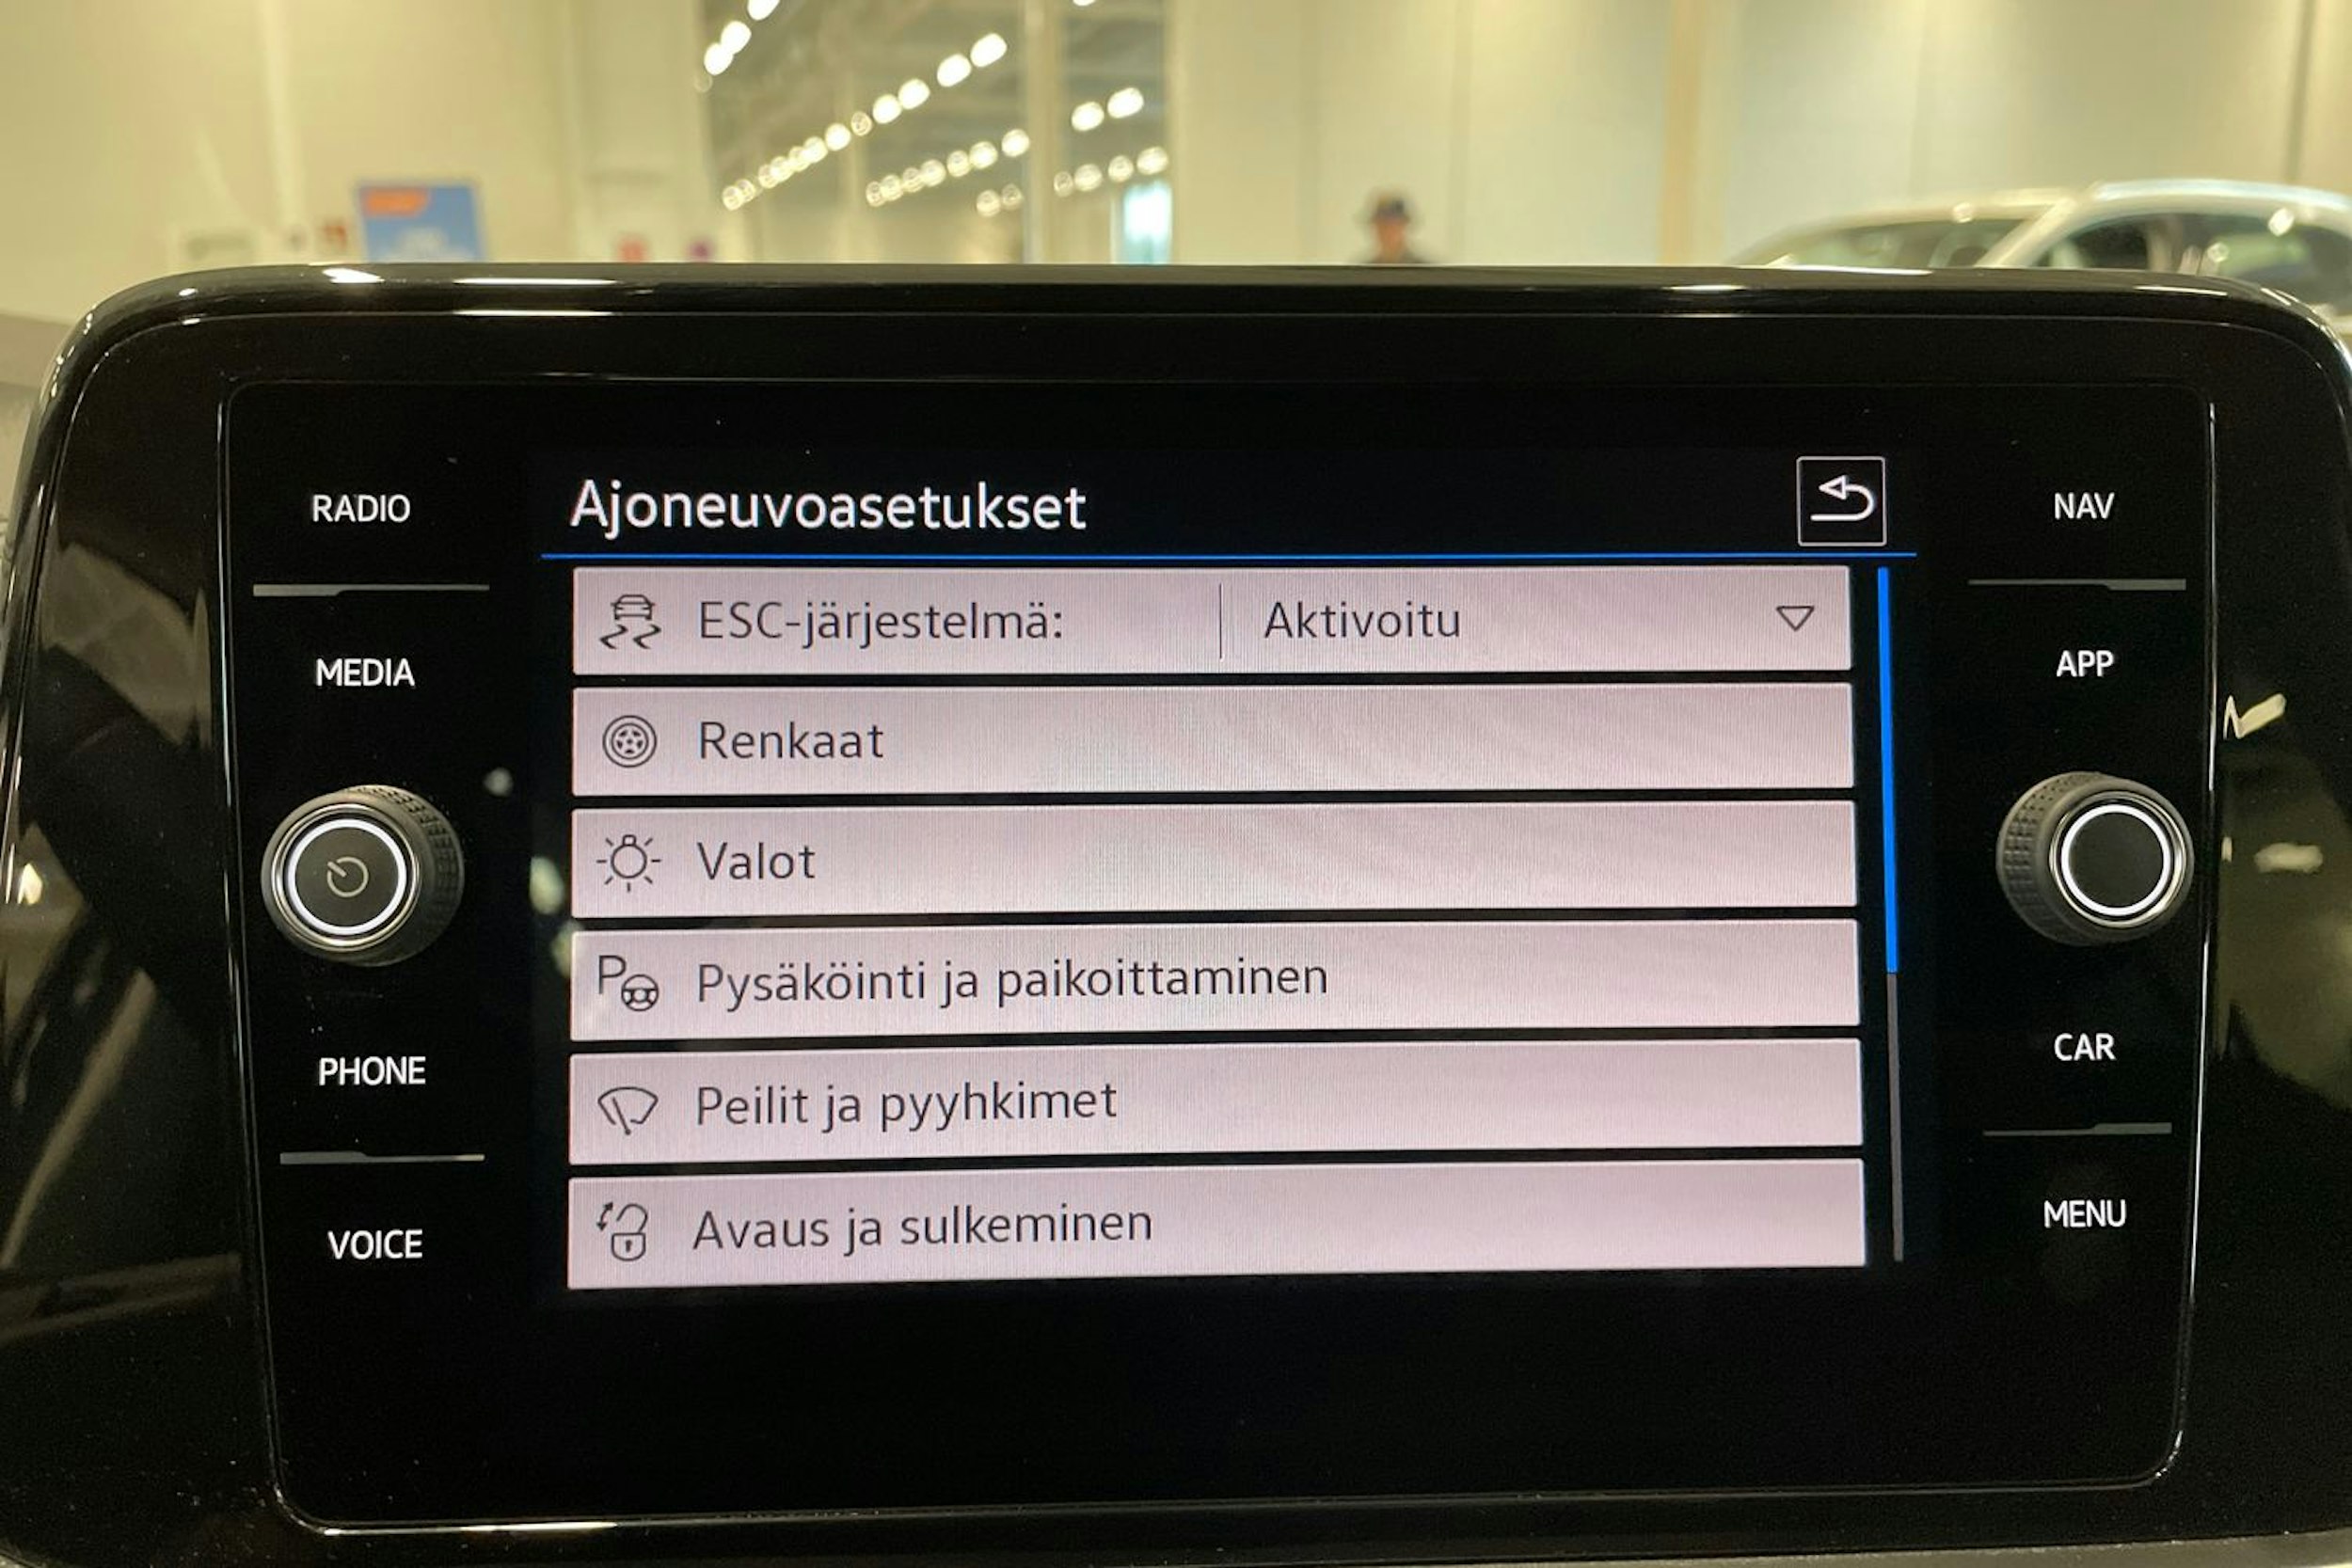 RADIO
MEDIA
PHONE
VOICE
Ajoneuvoasetukset
ESC-järjestelmä: Aktivoitu
Renkaat
Valot
Pysäköinti ja paikoittaminen
Peilit ja pyyhkimet
Avaus ja sulkeminen
NAV
APP
CAR
MENU